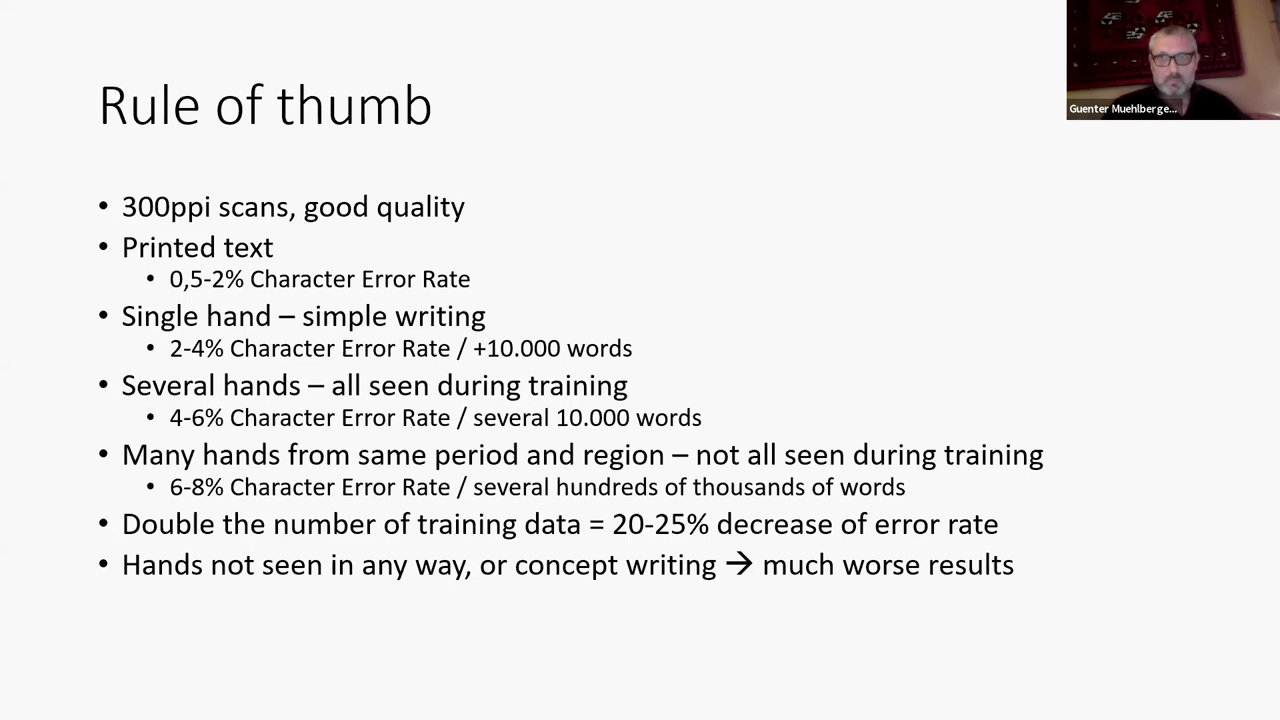 Rule of thumb
Guenter Muehlberge...
• 300ppi scans, good quality
• Printed text
• 0,5-2% Character Error Rate
• Single hand – simple writing
• 2-4% Character Error Rate / +10.000 words
• Several hands – all seen during training
• 4-6% Character Error Rate / several 10.000 words
• Many hands from same period and region – not all seen during training
• 6-8% Character Error Rate / several hundreds of thousands of words
• Double the number of training data = 20-25% decrease of error rate
• Hands not seen in any way, or concept writing → much worse results